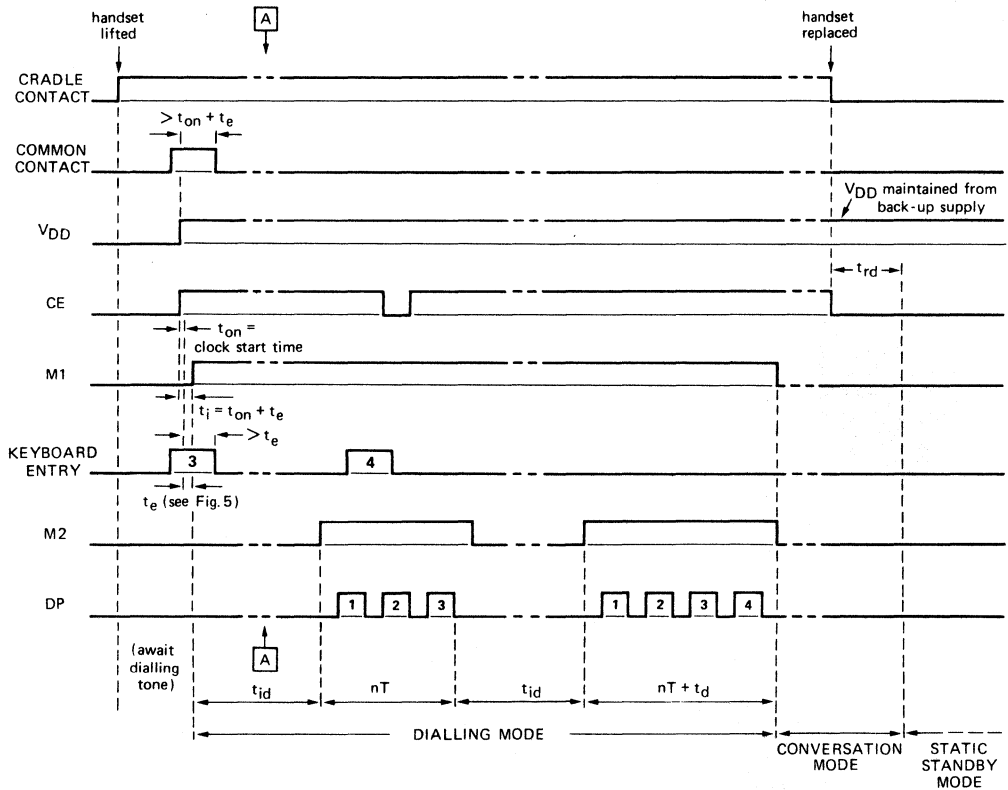 handset
lifted
A
handset
replaced
CRADLE
CONTACT
> t_on + t_e
COMMON
CONTACT
V_DD maintained from
back-up supply
V_DD
t_rd
CE
t_on =
clock start time
M1
t_i = t_on + t_e
> t_e
KEYBOARD
ENTRY
3
4
t_e (see Fig. 5)
M2
DP
1 2 3
1 2 3 4
(await
dialling
tone)
A
t_id
nT
t_id
nT + t_d
DIALLING MODE
CONVERSATION
MODE
STATIC
STANDBY
MODE